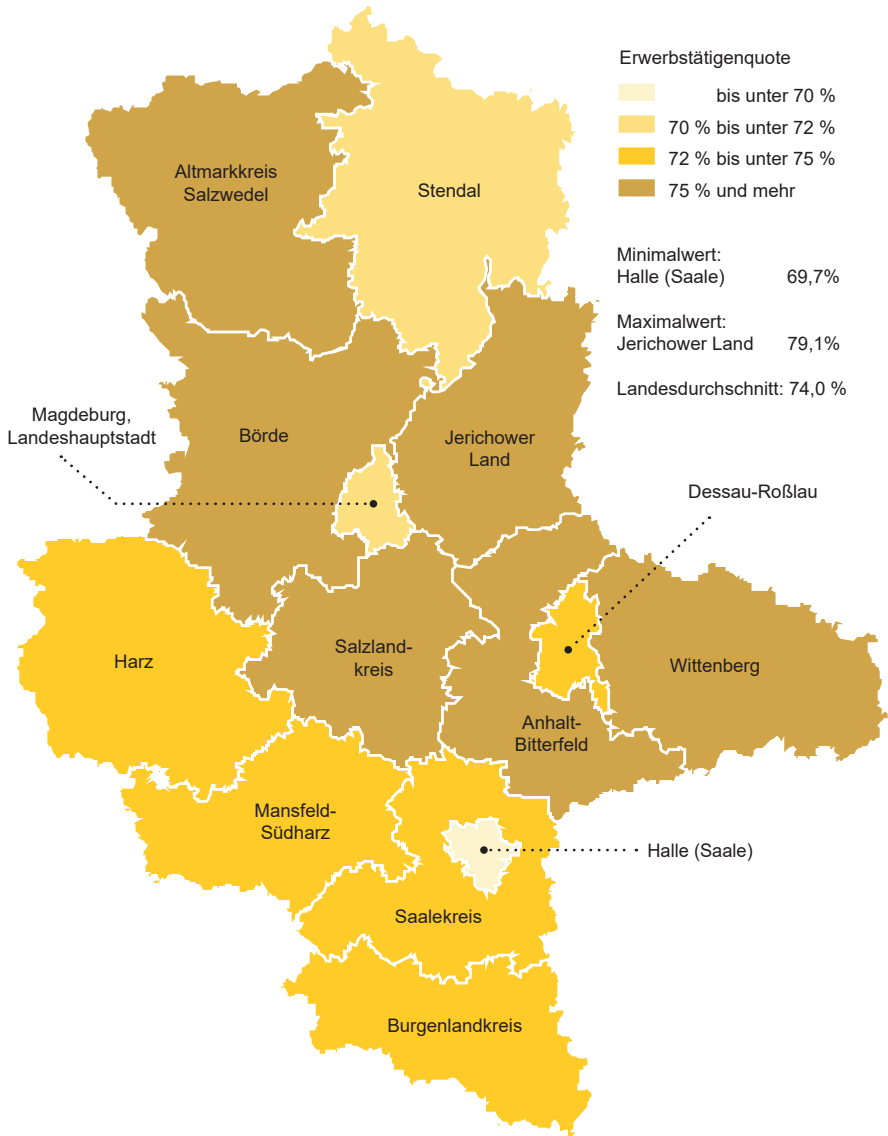 Erwerbstätigenquote
bis unter 70 %
70 % bis unter 72 %
72 % bis unter 75 %
75 % und mehr
Minimalwert:
Halle (Saale) 69,7%
Maximalwert:
Jerichower Land 79,1%
Landesdurchschnitt: 74,0 %
Altmarkkreis
Salzwedel
Stendal
Magdeburg,
Landeshauptstadt
Börde
Jerichower
Land
Dessau-Roßlau
Harz
Salzland-
kreis
Wittenberg
Anhalt-
Bitterfeld
Mansfeld-
Südharz
Halle (Saale)
Saalekreis
Burgenlandkreis